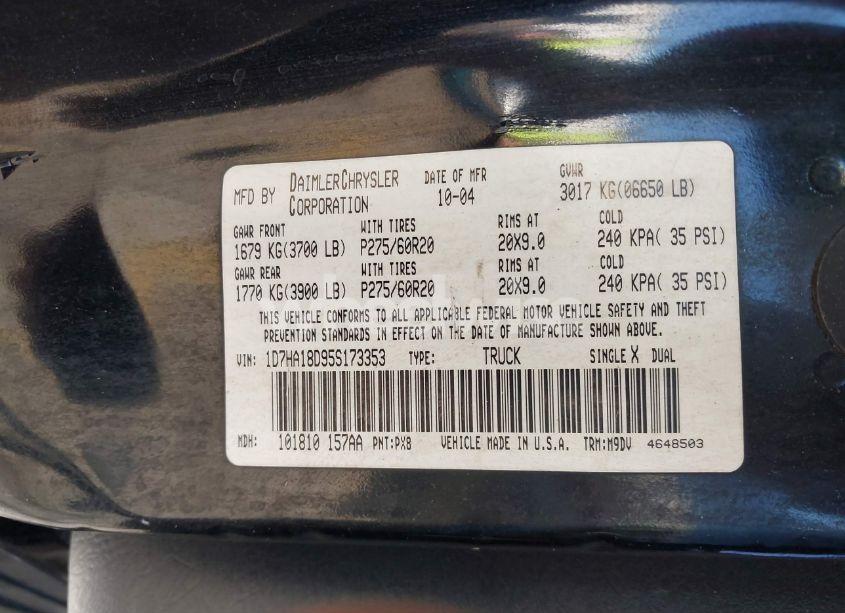 MFD BY DAIMLERCHRYSLER CORPORATION DATE OF MFR 10-04 GVWR 3017 KG(06650 LB)
GAWR FRONT WITH TIRES RIMS AT COLD
1679 KG(3700 LB) P275/60R20 20X9.0 240 KPA( 35 PSI)
GAWR REAR WITH TIRES RIMS AT COLD
1770 KG(3900 LB) P275/60R20 20X9.0 240 KPA( 35 PSI)
THIS VEHICLE CONFORMS TO ALL APPLICABLE FEDERAL MOTOR VEHICLE SAFETY AND THEFT
PREVENTION STANDARDS IN EFFECT ON THE DATE OF MANUFACTURE SHOWN ABOVE.
VIN: 1D7HA18D95S173353 TYPE: TRUCK SINGLE X DUAL
MDH: 101810 157AA PNT:PX8 VEHICLE MADE IN U.S.A. TRM:M9DV 4648503